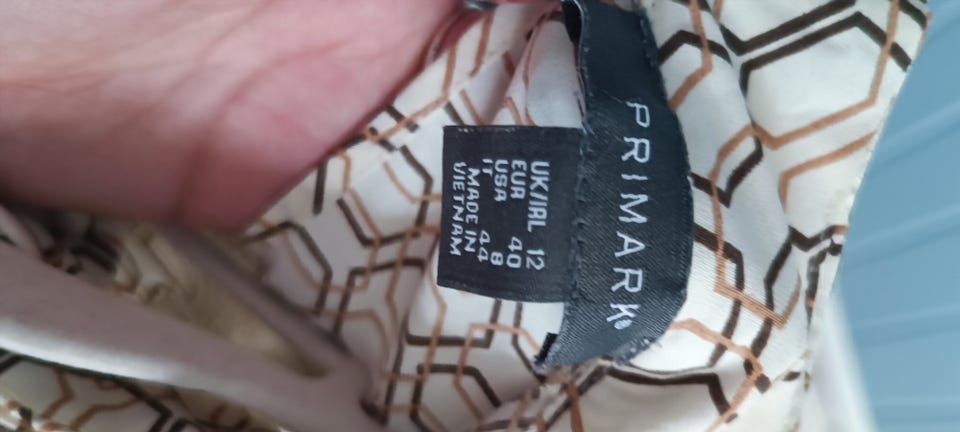 PRIMARK
UK/IRL 12
EUR 40
USA 8
IT 44
MADE IN
VIETNAM